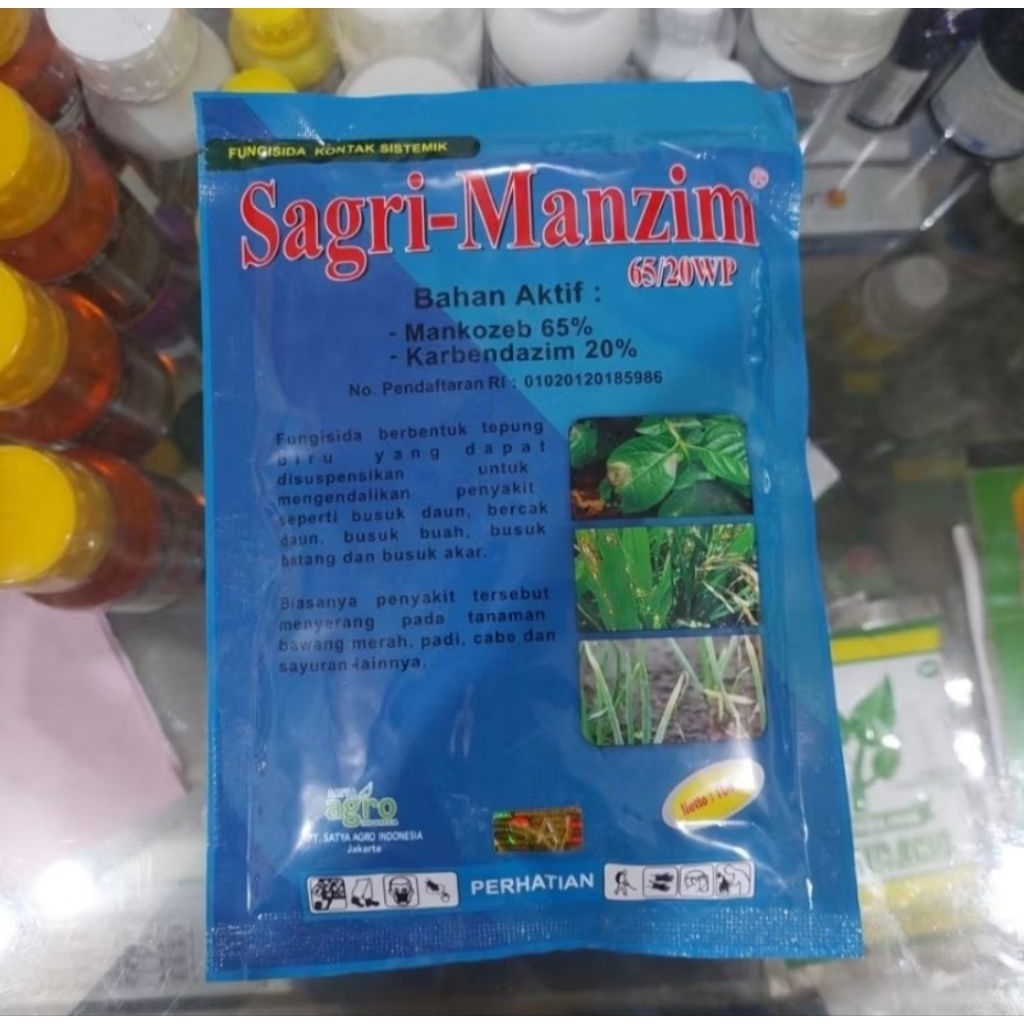 FUNGISIDA KONTAK SISTEMIK
Sagri-Manzim®
65/20WP
Bahan Aktif :
- Mankozeb 65%
- Karbendazim 20%
No. Pendaftaran RI : 01020120185986
Fungisida berbentuk tepung
biru yang dapat
disuspensikan untuk
mengendalikan penyakit
seperti busuk daun, bercak
daun, busuk buah, busuk
batang dan busuk akar.
Biasanya penyakit tersebut
menyerang pada tanaman
bawang merah, padi, cabe dan
sayuran lainnya.
agro
PT. SATYA AGRO INDONESIA
Jakarta
SAI
Netto :
PERHATIAN